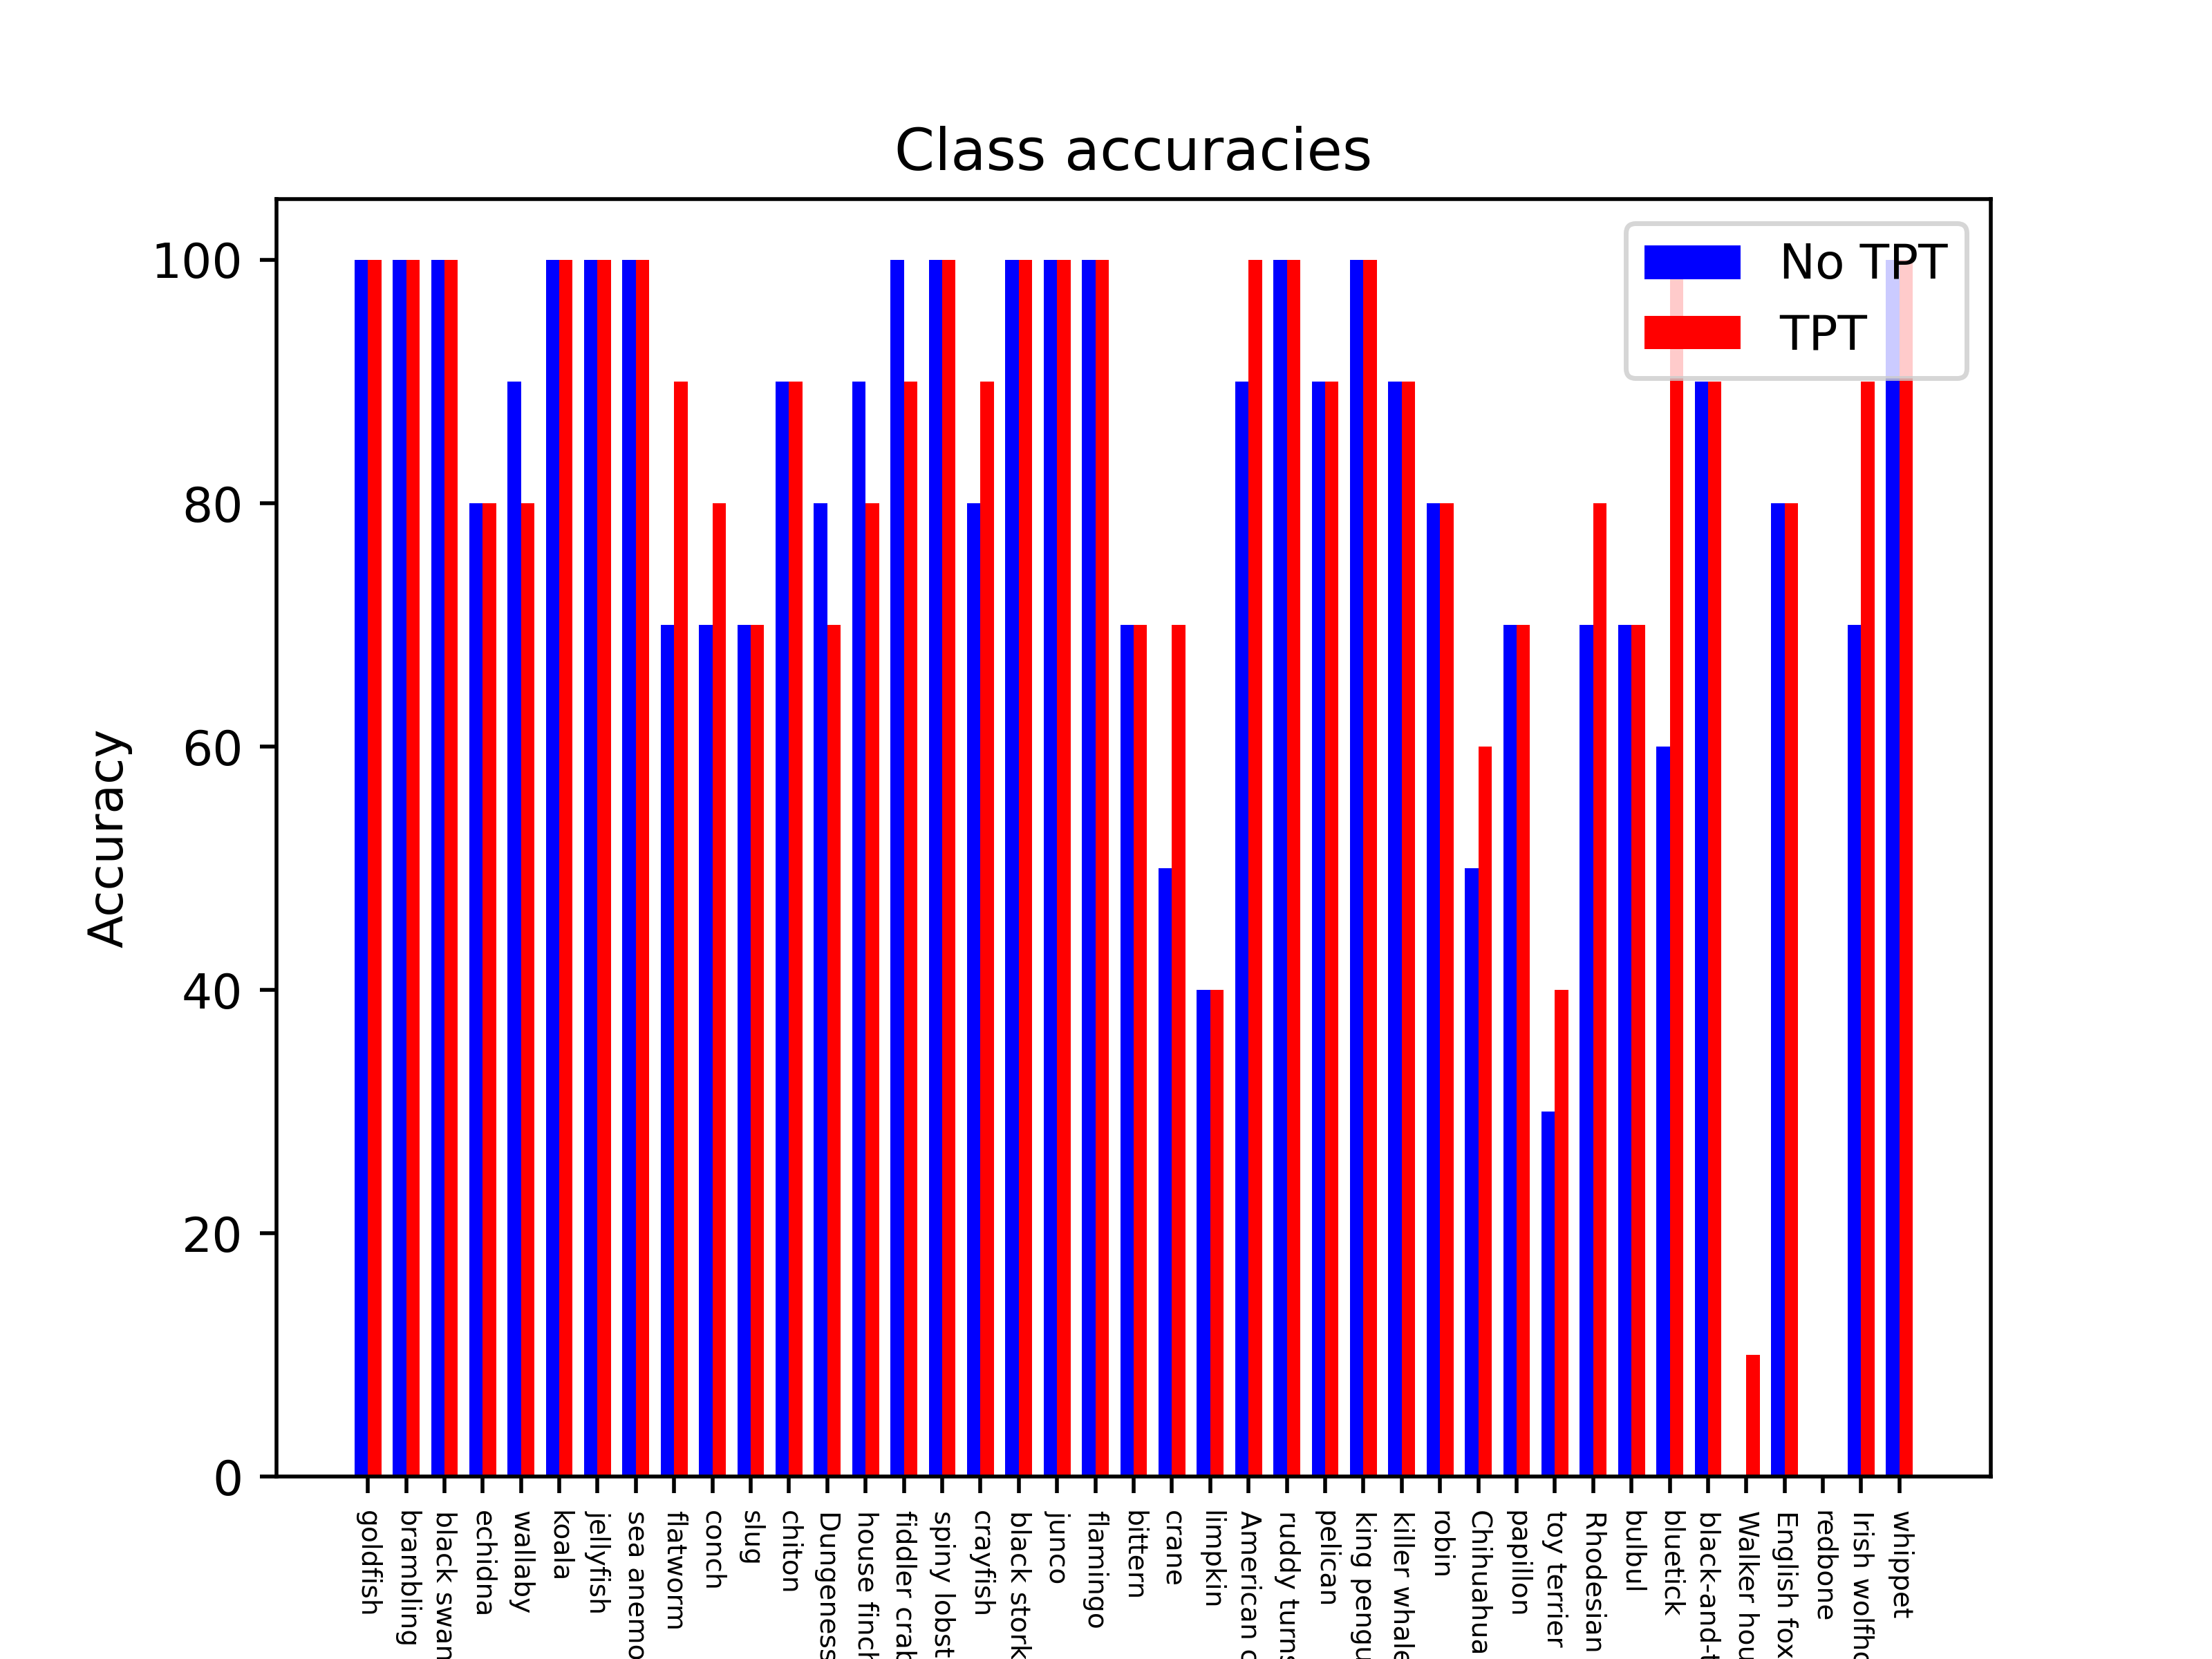 Class accuracies
No TPT
TPT
Accuracy
100
80
60
40
20
0
goldfish
brambling
black swan
echidna
wallaby
koala
jellyfish
sea anemo
flatworm
conch
slug
chiton
Dungeness
house finch
fiddler crab
spiny lobst
crayfish
black stork
junco
flamingo
bittern
crane
limpkin
American c
ruddy turns
pelican
king pengu
killer whale
robin
Chihuahua
papillon
toy terrier
Rhodesian
bulbul
bluetick
black-and-t
Walker hou
English fox
redbone
Irish wolfho
whippet